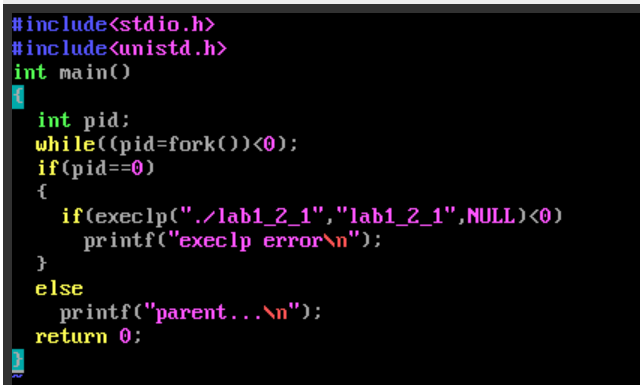 #include<stdio.h>
#include<unistd.h>
int main()
{
  int pid;
  while((pid=fork())<0);
  if(pid==0)
  {
    if(execlp("./lab1_2_1","lab1_2_1",NULL)<0)
      printf("execlp error\n");
  }
  else
    printf("parent...\n");
  return 0;
}
~